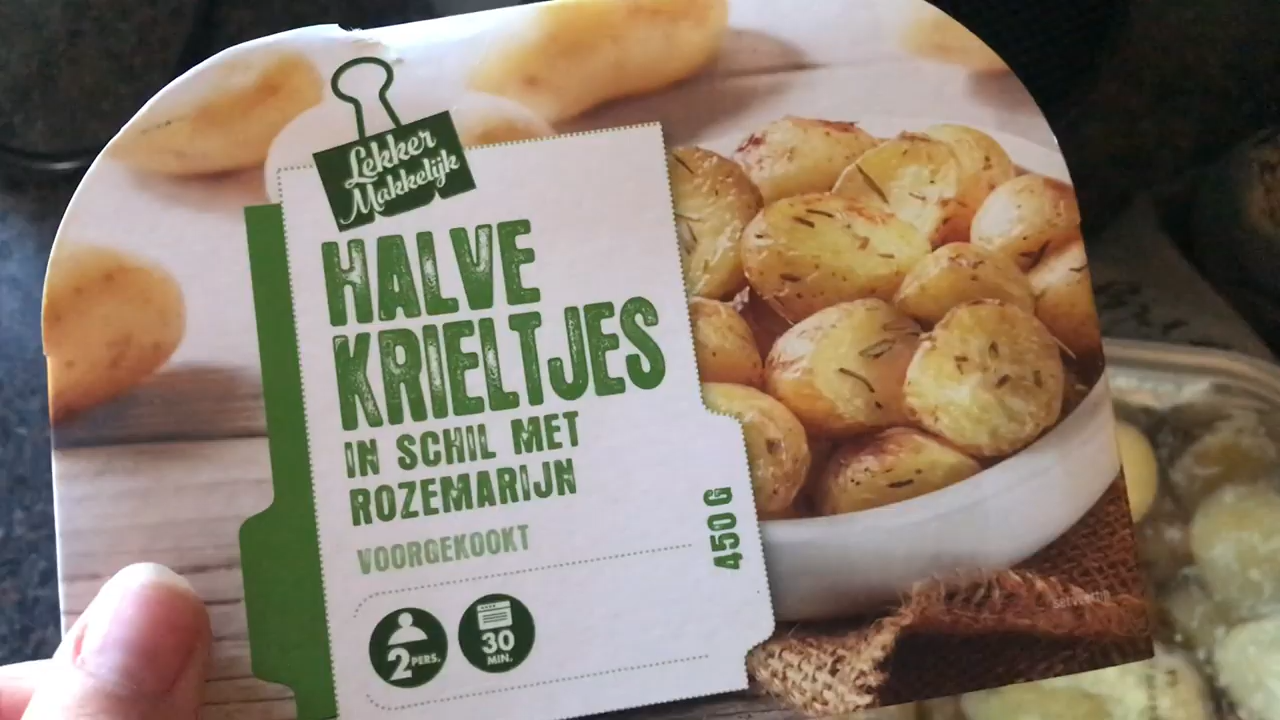 Lekker
Makkelijk
HALVE
KRIELTJES
IN SCHIL MET
ROZEMARIJN
VOORGEKOOKT
450 G
2 PERS.
30
MIN.